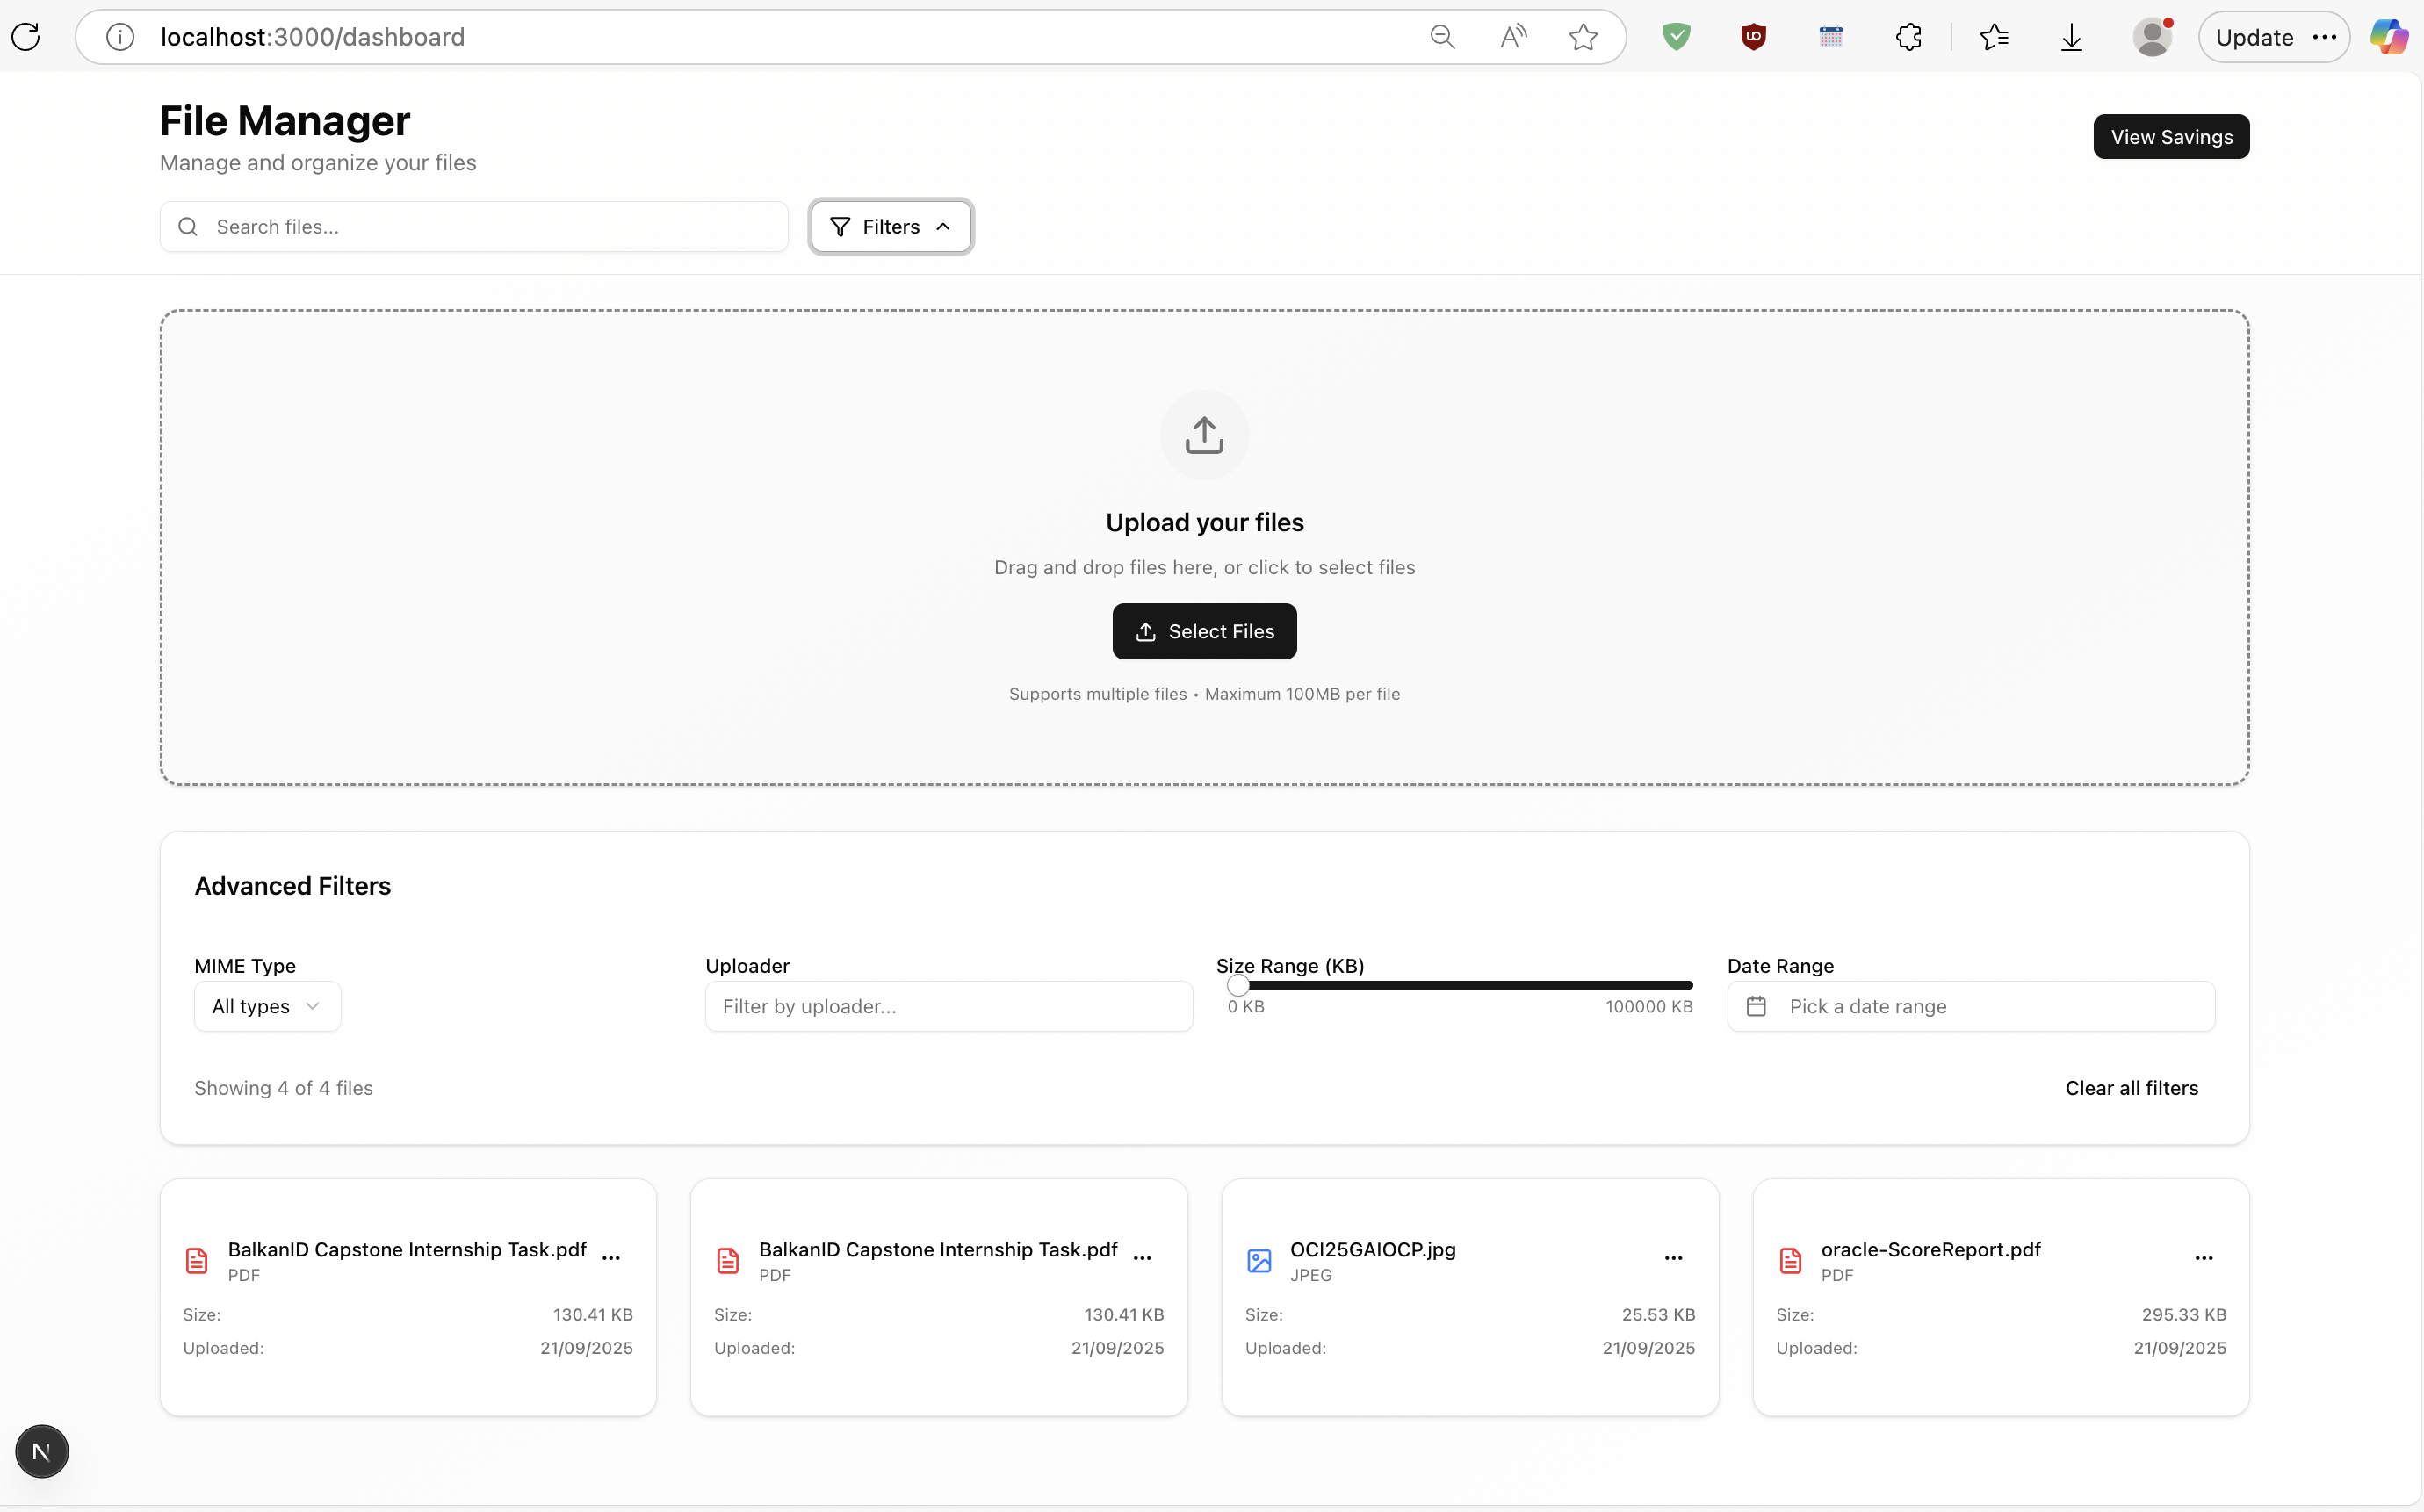 localhost:3000/dashboard
Update
File Manager
Manage and organize your files
View Savings
Search files...
Filters
Upload your files
Drag and drop files here, or click to select files
Select Files
Supports multiple files • Maximum 100MB per file
Advanced Filters
MIME Type
All types
Uploader
Filter by uploader...
Size Range (KB)
0 KB
100000 KB
Date Range
Pick a date range
Showing 4 of 4 files
Clear all filters
BalkanID Capstone Internship Task.pdf
PDF
Size: 130.41 KB
Uploaded: 21/09/2025
BalkanID Capstone Internship Task.pdf
PDF
Size: 130.41 KB
Uploaded: 21/09/2025
OCI25GAIOCP.jpg
JPEG
Size: 25.53 KB
Uploaded: 21/09/2025
oracle-ScoreReport.pdf
PDF
Size: 295.33 KB
Uploaded: 21/09/2025
N